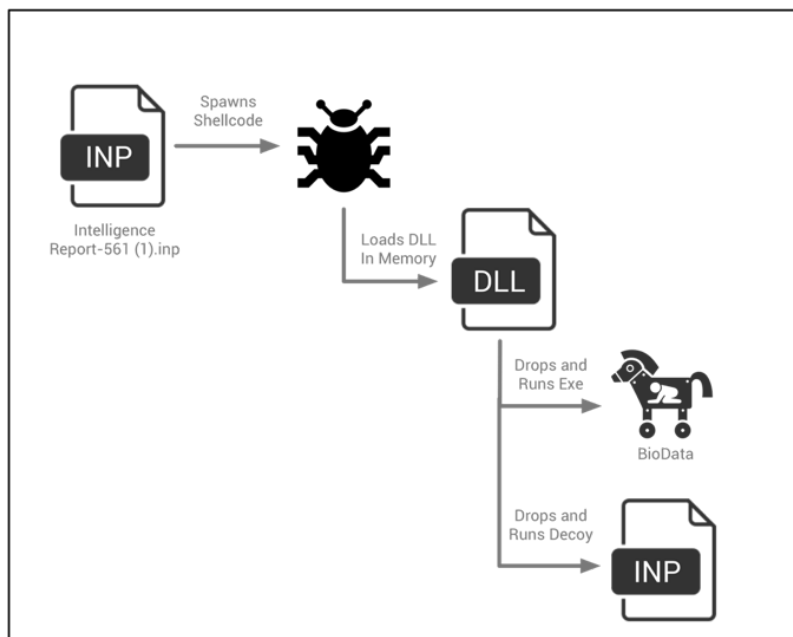 INP
Spawns
Shellcode
Intelligence
Report-561 (1).inp
Loads DLL
In Memory
DLL
Drops and
Runs Exe
BioData
Drops and
Runs Decoy
INP